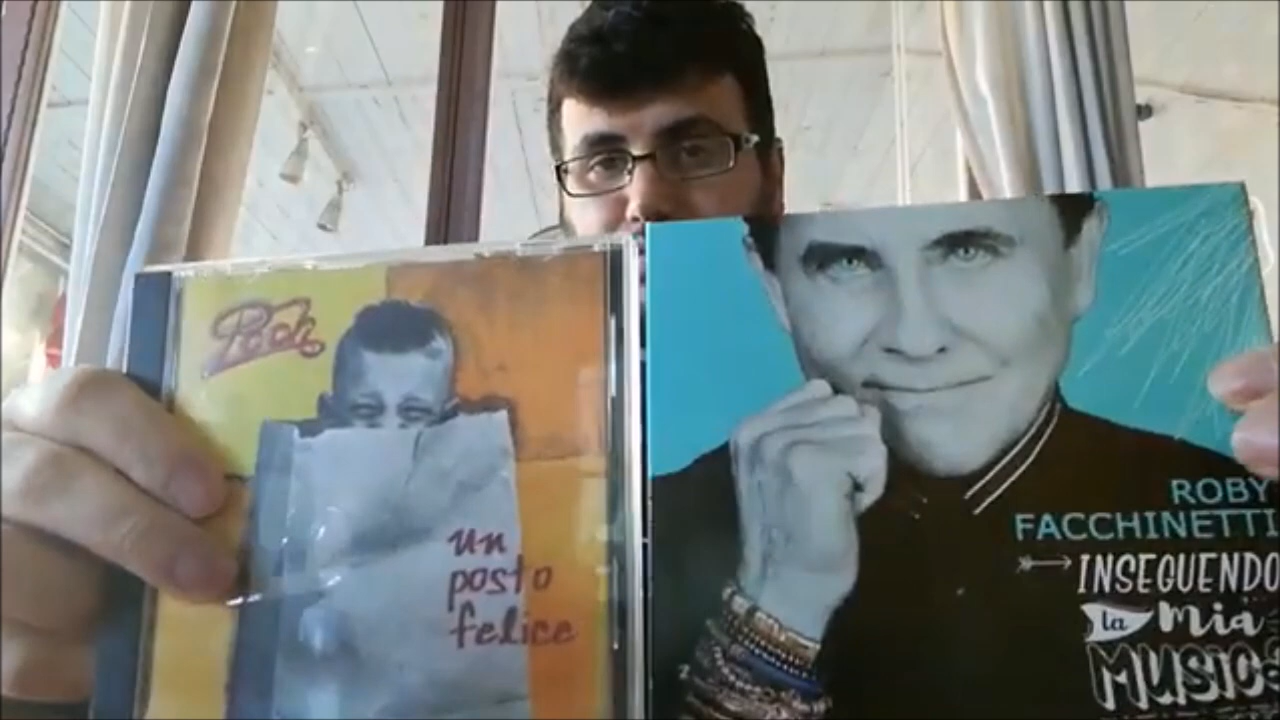 Pooh
un
posto
felice
ROBY
FACCHINETTI
INSEGUENDO
la mia
MUSICA